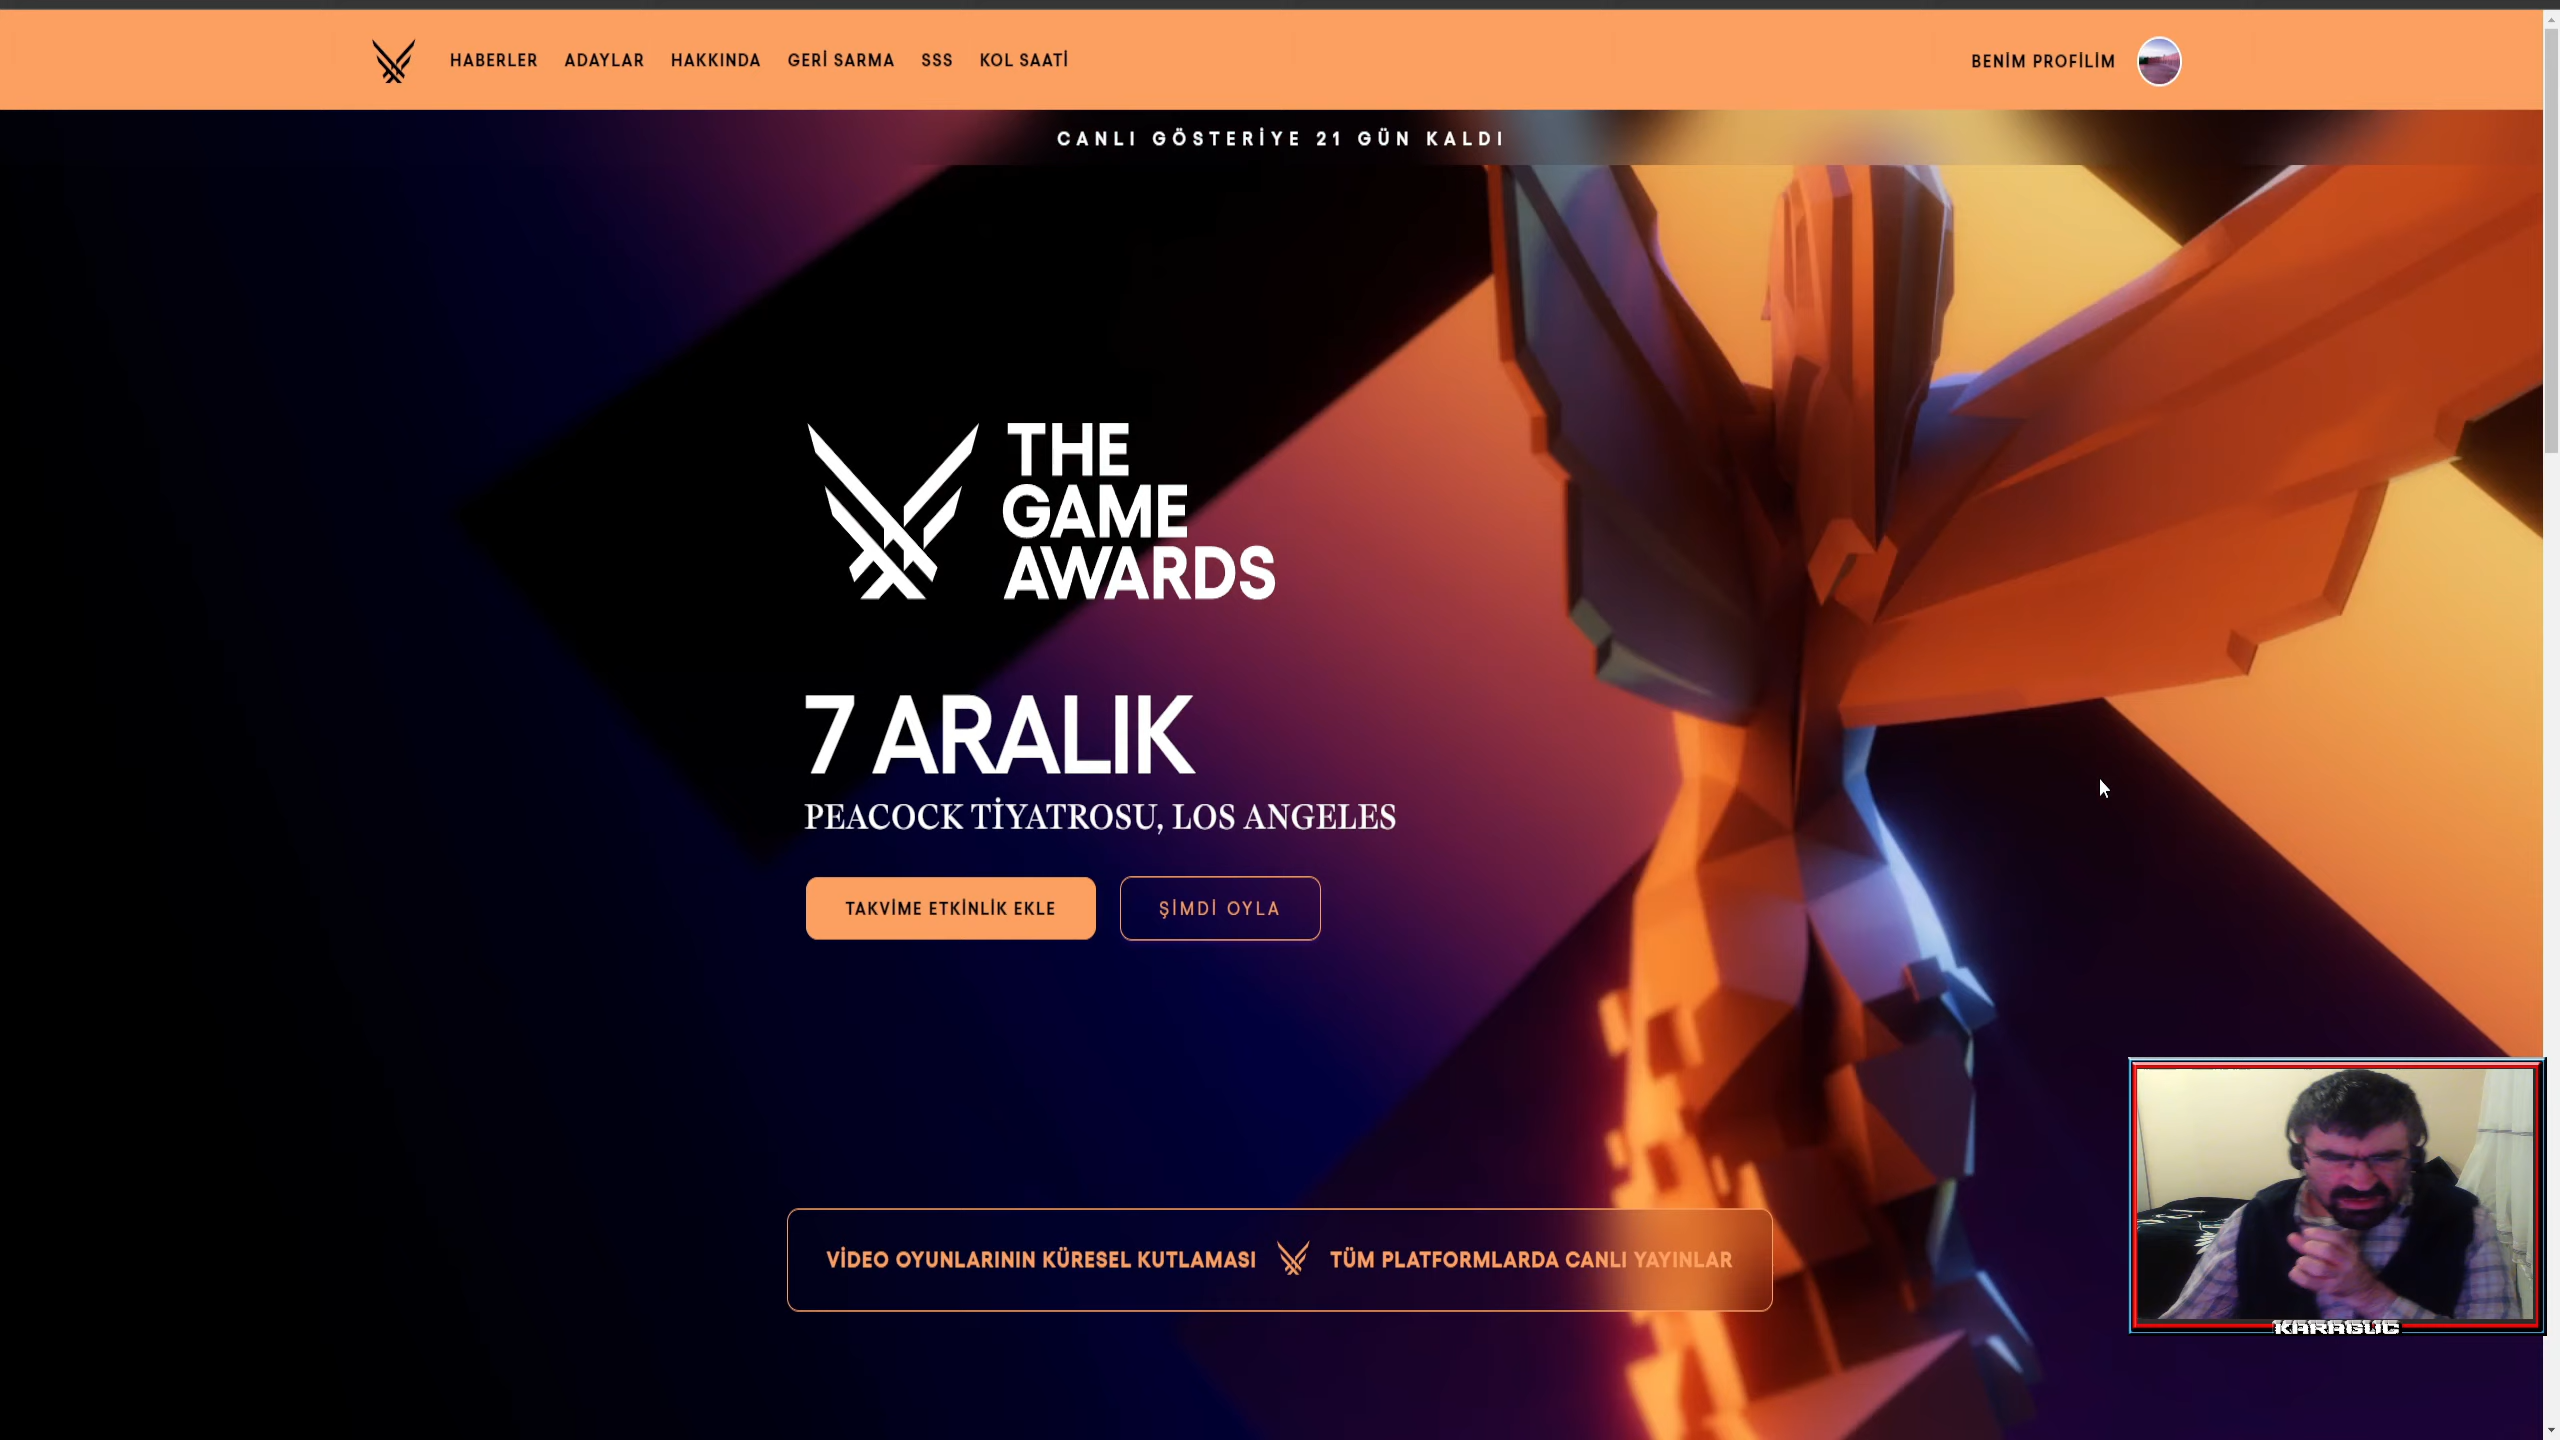 HABERLER ADAYLAR HAKKINDA GERİ SARMA SSS KOL SAATİ BENİM PROFİLİM
CANLI GÖSTERİYE 21 GÜN KALDI
THE
GAME
AWARDS
7 ARALIK
PEACOCK TİYATROSU, LOS ANGELES
TAKVİME ETKİNLİK EKLE ŞİMDİ OYLA
VİDEO OYUNLARININ KÜRESEL KUTLAMASI TÜM PLATFORMLARDA CANLI YAYINLAR
KARAGUC